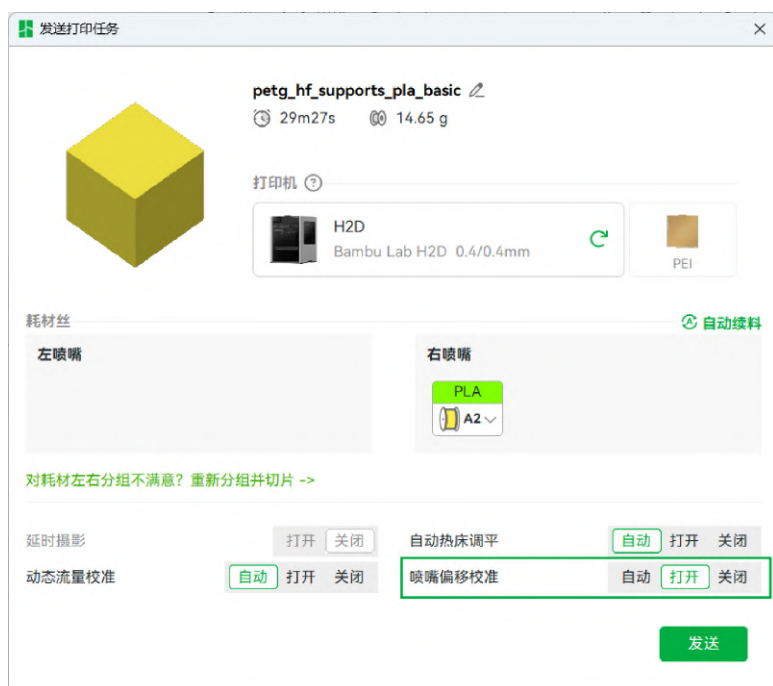 发送打印任务
petg_hf_supports_pla_basic
29m27s 14.65 g
打印机
H2D
Bambu Lab H2D 0.4/0.4mm
PEI
耗材丝 自动续料
左喷嘴 右喷嘴
PLA
A2
对耗材左右分组不满意？重新分组并切片 ->
延时摄影 打开 关闭 自动热床调平 自动 打开 关闭
动态流量校准 自动 打开 关闭 喷嘴偏移校准 自动 打开 关闭
发送